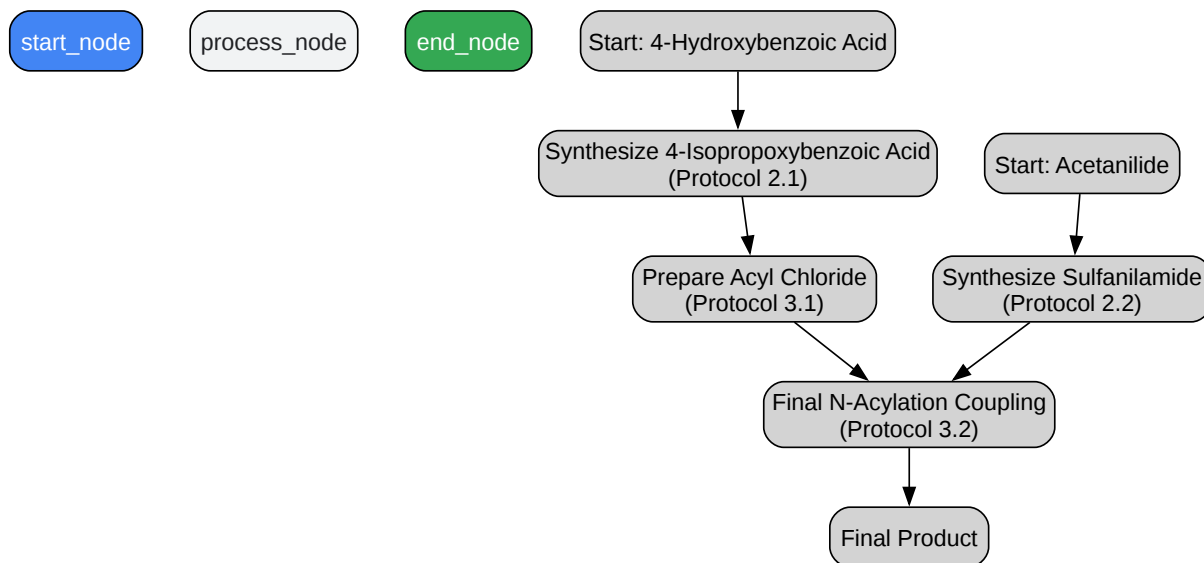 start_node
process_node
end_node
Start: 4-Hydroxybenzoic Acid
Synthesize 4-Isopropoxybenzoic Acid
(Protocol 2.1)
Start: Acetanilide
Prepare Acyl Chloride
(Protocol 3.1)
Synthesize Sulfanilamide
(Protocol 2.2)
Final N-Acylation Coupling
(Protocol 3.2)
Final Product